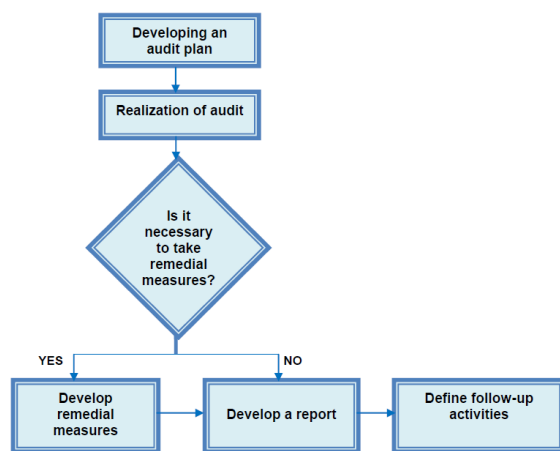 Developing an
audit plan
Realization of audit
Is it
necessary
to take
remedial
measures?
YES
NO
Develop
remedial
measures
Develop a report
Define follow-up
activities